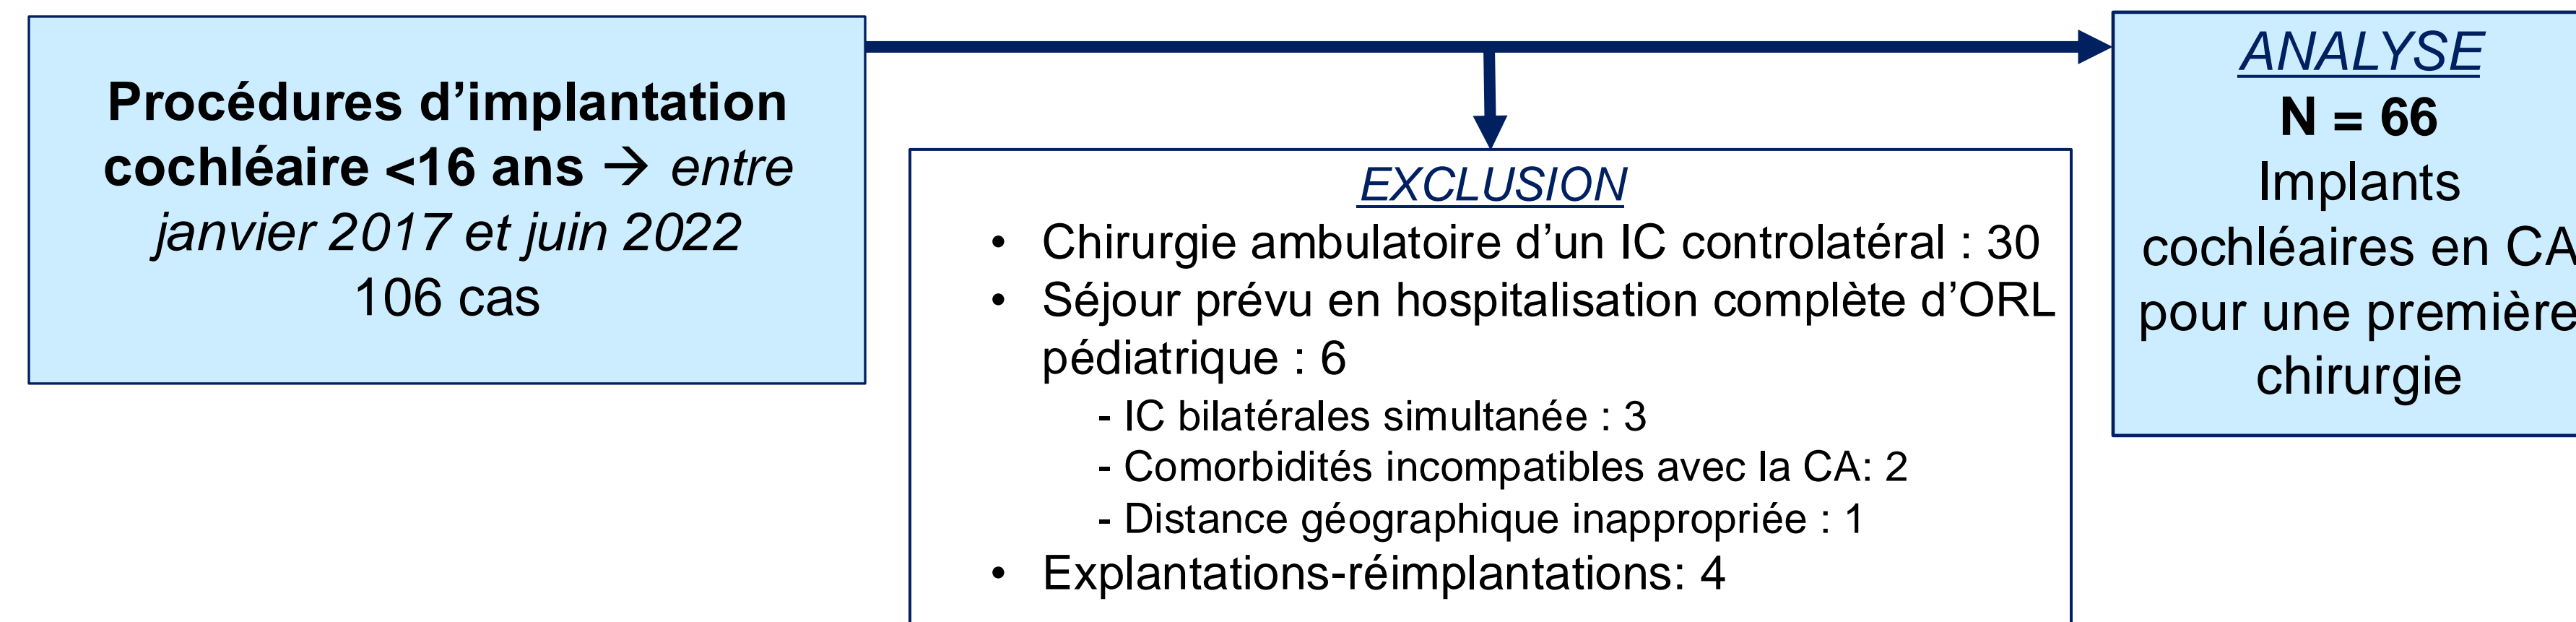 Procédures d’implantation
cochléaire <16 ans → entre
janvier 2017 et juin 2022
106 cas
EXCLUSION
• Chirurgie ambulatoire d’un IC controlatéral : 30
• Séjour prévu en hospitalisation complète d’ORL
pédiatrique : 6
- IC bilatérales simultanée : 3
- Comorbidités incompatibles avec la CA: 2
- Distance géographique inappropriée : 1
• Explantations-réimplantations: 4
ANALYSE
N = 66
Implants
cochléaires en CA
pour une première
chirurgie